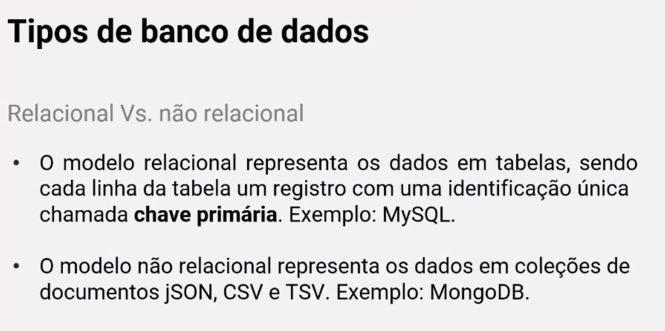 Tipos de banco de dados
Relacional Vs. não relacional
• O modelo relacional representa os dados em tabelas, sendo
cada linha da tabela um registro com uma identificação única
chamada chave primária. Exemplo: MySQL.
• O modelo não relacional representa os dados em coleções de
documentos jSON, CSV e TSV. Exemplo: MongoDB.